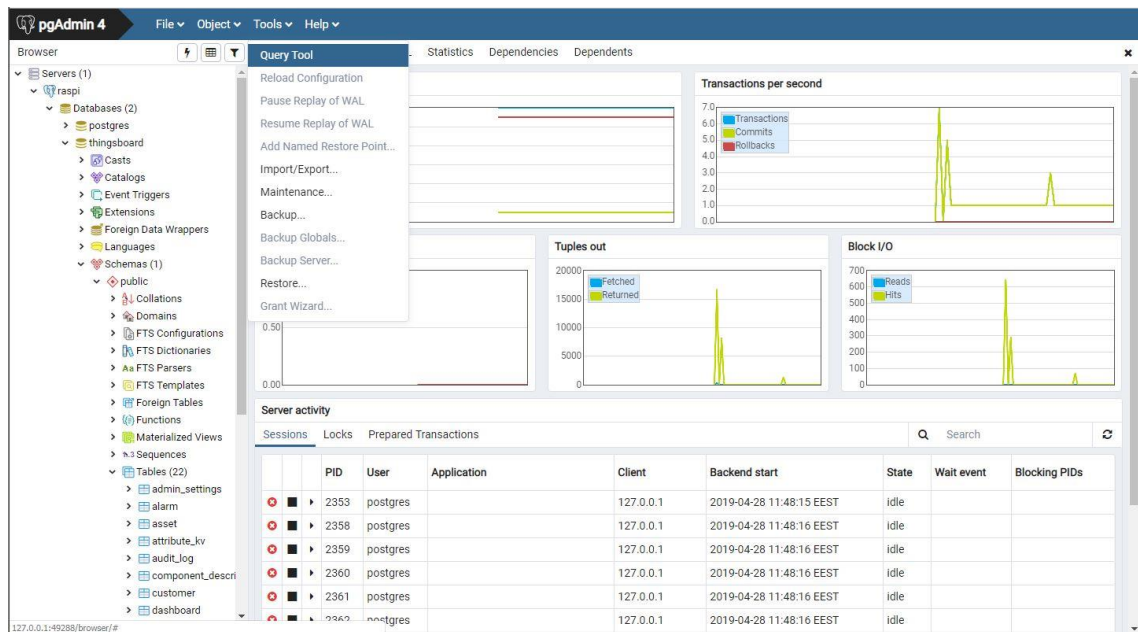 pgAdmin 4 File Object Tools Help
Browser
Query Tool
Statistics Dependencies Dependents
Servers (1)
raspi
Databases (2)
postgres
thingsboard
Casts
Catalogs
Event Triggers
Extensions
Foreign Data Wrappers
Languages
Schemas (1)
public
Collations
Domains
FTS Configurations
FTS Dictionaries
FTS Parsers
FTS Templates
Foreign Tables
Functions
Materialized Views
Sequences
Tables (22)
admin_settings
alarm
asset
attribute_kv
audit_log
component_descri
customer
dashboard
127.0.0.1:49288/browser/#
Reload Configuration
Pause Replay of WAL
Resume Replay of WAL
Add Named Restore Point...
Import/Export...
Maintenance...
Backup...
Backup Globals...
Backup Server...
Restore...
Grant Wizard...
0.50
0.00
Transactions per second
7.0
6.0
5.0
4.0
3.0
2.0
1.0
0.0
Transactions
Commits
Rollbacks
Tuples out
20000
15000
10000
5000
0
Fetched
Returned
Block I/O
700
600
500
400
300
200
100
0
Reads
Hits
Server activity
Sessions Locks Prepared Transactions Search
PID User Application Client Backend start State Wait event Blocking PIDs
2353 postgres 127.0.0.1 2019-04-28 11:48:15 EEST idle
2358 postgres 127.0.0.1 2019-04-28 11:48:16 EEST idle
2359 postgres 127.0.0.1 2019-04-28 11:48:16 EEST idle
2360 postgres 127.0.0.1 2019-04-28 11:48:16 EEST idle
2361 postgres 127.0.0.1 2019-04-28 11:48:16 EEST idle
2362 postgres 127.0.0.1 2019-04-28 11:48:16 EEST idle